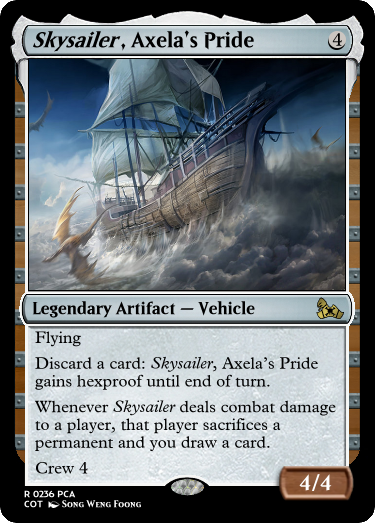 Skysailer, Axela's Pride
4
Legendary Artifact — Vehicle
Flying
Discard a card: Skysailer, Axela's Pride
gains hexproof until end of turn.
Whenever Skysailer deals combat damage
to a player, that player sacrifices a
permanent and you draw a card.
Crew 4
4/4
R 0236 PCA
COT Song Weng Foong